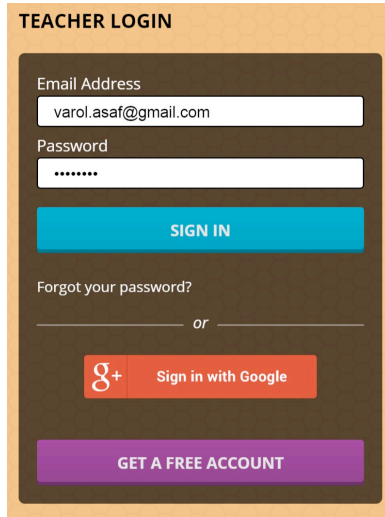 TEACHER LOGIN
Email Address
varol.asaf@gmail.com
Password
••••••••
SIGN IN
Forgot your password?
or
g+ Sign in with Google
GET A FREE ACCOUNT